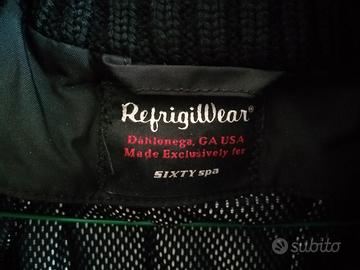 RefrigiWear®
Dahlonega, GA USA
Made Exclusively for
SIXTY spa
subito